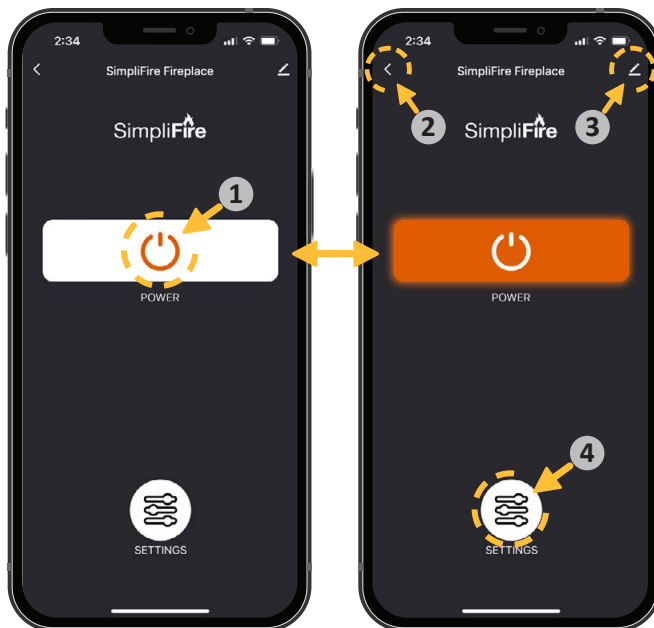 2:34
SimpliFire Fireplace
SimpliFire
1
POWER
SETTINGS
2:34
SimpliFire Fireplace
2
3
SimpliFire
POWER
4
SETTINGS